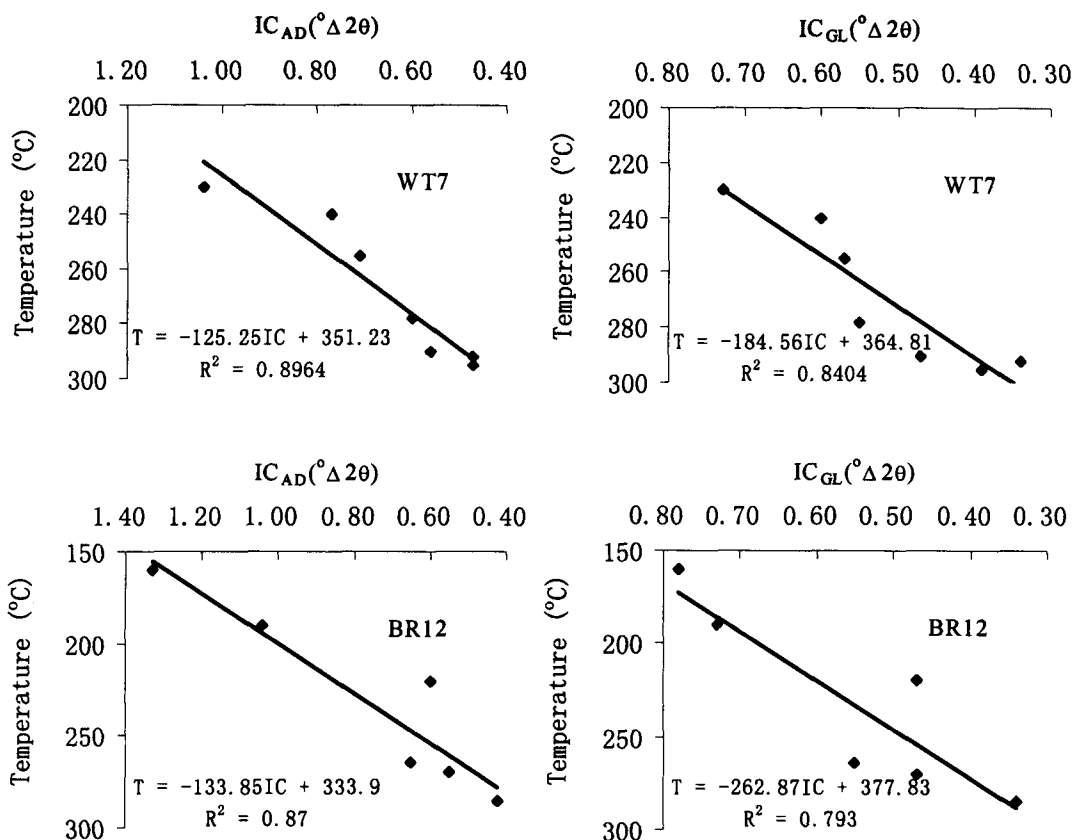 IC_AD(°Δ2θ)
1.20 1.00 0.80 0.60 0.40
200
220
240
260
280
300
Temperature (°C)
WT7
T = -125.25IC + 351.23
R² = 0.8964
IC_GL(°Δ2θ)
0.80 0.70 0.60 0.50 0.40 0.30
200
220
240
260
280
300
Temperature (°C)
WT7
T = -184.56IC + 364.81
R² = 0.8404
IC_AD(°Δ2θ)
1.40 1.20 1.00 0.80 0.60 0.40
150
200
250
300
Temperature (°C)
BR12
T = -133.85IC + 333.9
R² = 0.87
IC_GL(°Δ2θ)
0.80 0.70 0.60 0.50 0.40 0.30
150
200
250
300
Temperature (°C)
BR12
T = -262.87IC + 377.83
R² = 0.793